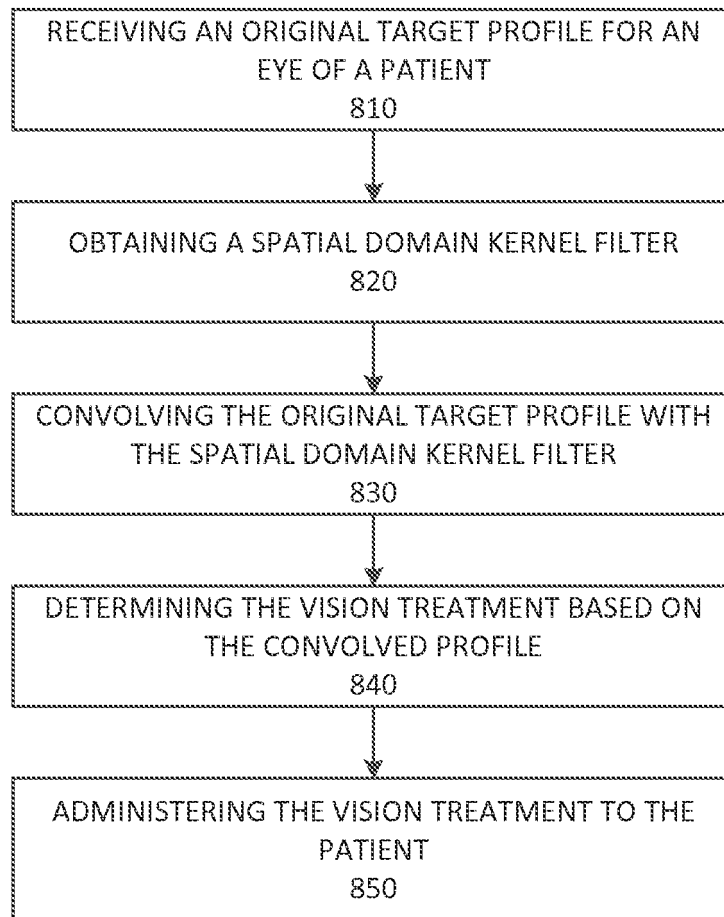 RECEIVING AN ORIGINAL TARGET PROFILE FOR AN
EYE OF A PATIENT
810
OBTAINING A SPATIAL DOMAIN KERNEL FILTER
820
CONVOLVING THE ORIGINAL TARGET PROFILE WITH
THE SPATIAL DOMAIN KERNEL FILTER
830
DETERMINING THE VISION TREATMENT BASED ON
THE CONVOLVED PROFILE
840
ADMINISTERING THE VISION TREATMENT TO THE
PATIENT
850